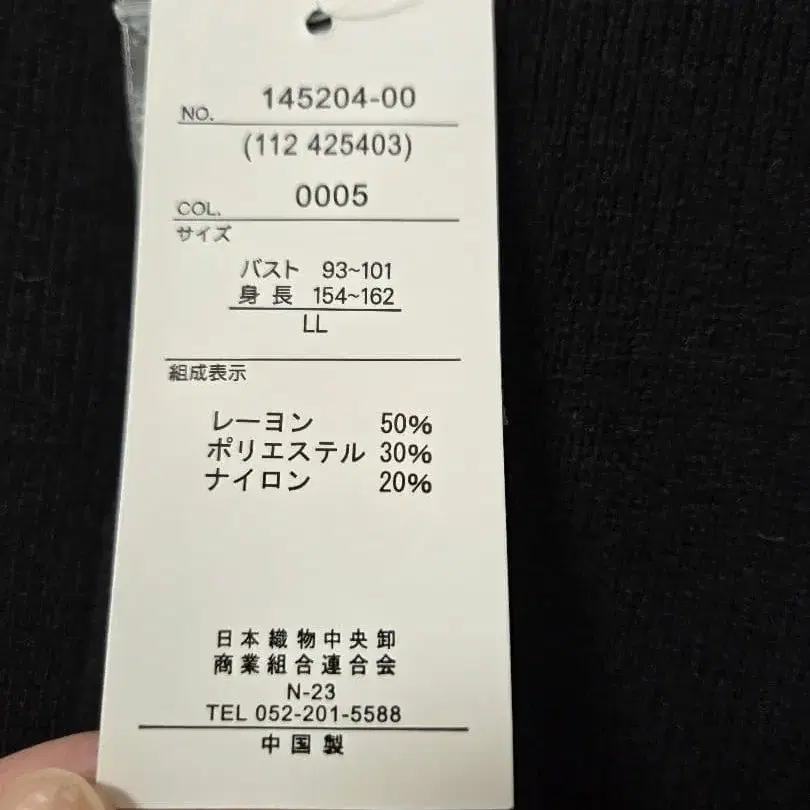 NO. 145204-00
(112 425403)
COL. 0005
サイズ
バスト 93~101
身長 154~162
LL
組成表示
レーヨン 50%
ポリエステル 30%
ナイロン 20%
日本織物中央卸
商業組合連合会
N-23
TEL 052-201-5588
中国製